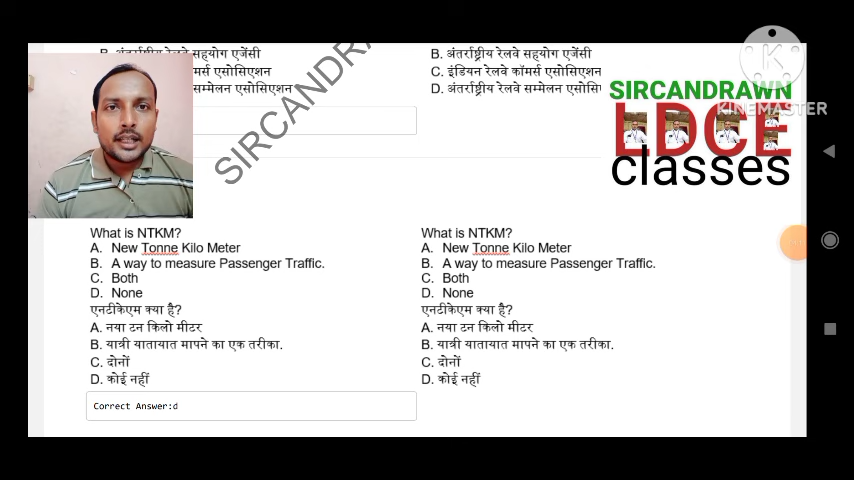 B. अंतर्राष्ट्रीय रेलवे सहयोग एजेंसी
मर्स एसोसिएशन
सम्मेलन एसोसिएशन
B. अंतर्राष्ट्रीय रेलवे सहयोग एजेंसी
C. इंडियन रेलवे कॉमर्स एसोसिएशन
D. अंतर्राष्ट्रीय रेलवे सम्मेलन एसोसि
SIRCANDRA
K
KINEMASTER
SIRCANDRAWN
LDCE
classes
What is NTKM?
A. New Tonne Kilo Meter
B. A way to measure Passenger Traffic.
C. Both
D. None
एनटीकेएम क्या है?
A. नया टन किलो मीटर
B. यात्री यातायात मापने का एक तरीका.
C. दोनों
D. कोई नहीं
Correct Answer:d
What is NTKM?
A. New Tonne Kilo Meter
B. A way to measure Passenger Traffic.
C. Both
D. None
एनटीकेएम क्या है?
A. नया टन किलो मीटर
B. यात्री यातायात मापने का एक तरीका.
C. दोनों
D. कोई नहीं